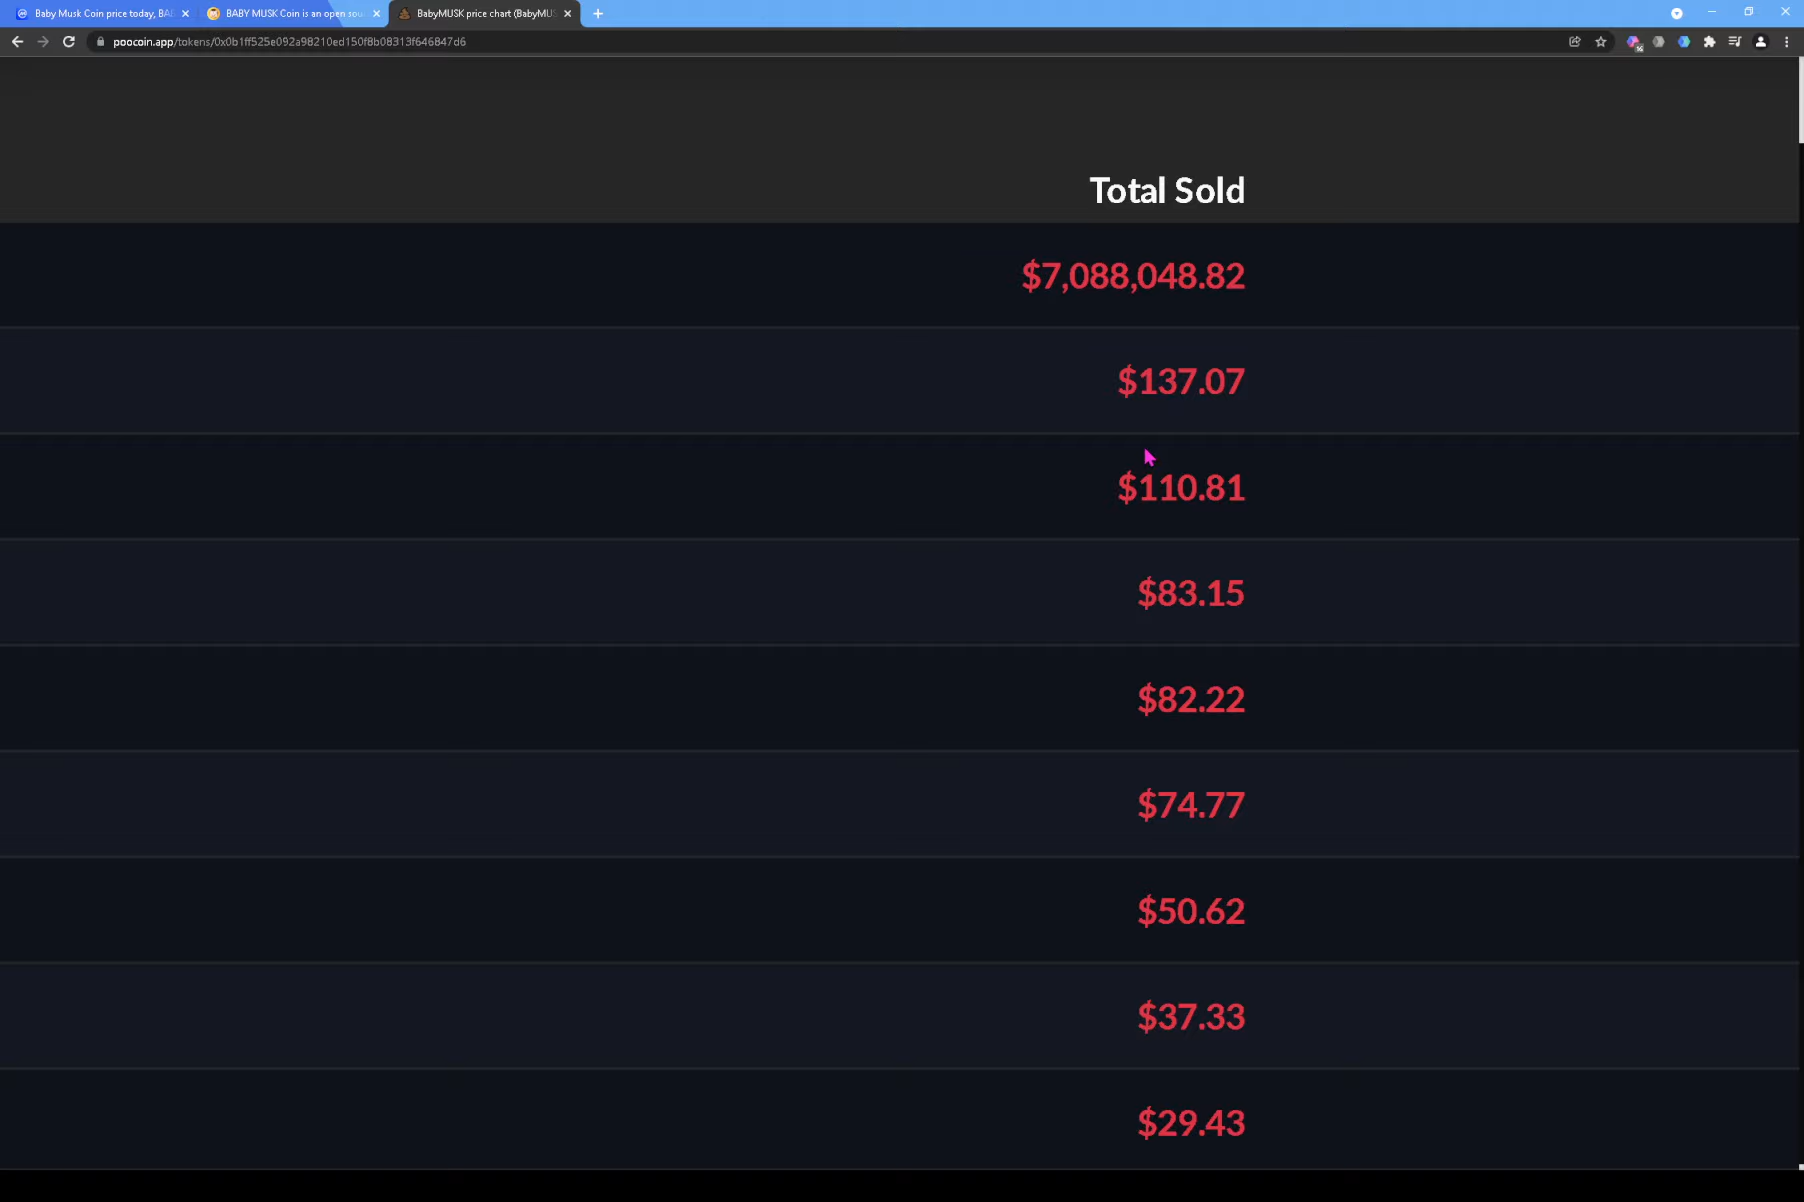 Baby Musk Coin price today, BAB
BABY MUSK Coin is an open sou
BabyMUSK price chart (BabyMUS
poocoin.app/tokens/0x0b1ff525e092a98210ed150f8b08313f646847d6
Total Sold
$7,088,048.82
$137.07
$110.81
$83.15
$82.22
$74.77
$50.62
$37.33
$29.43